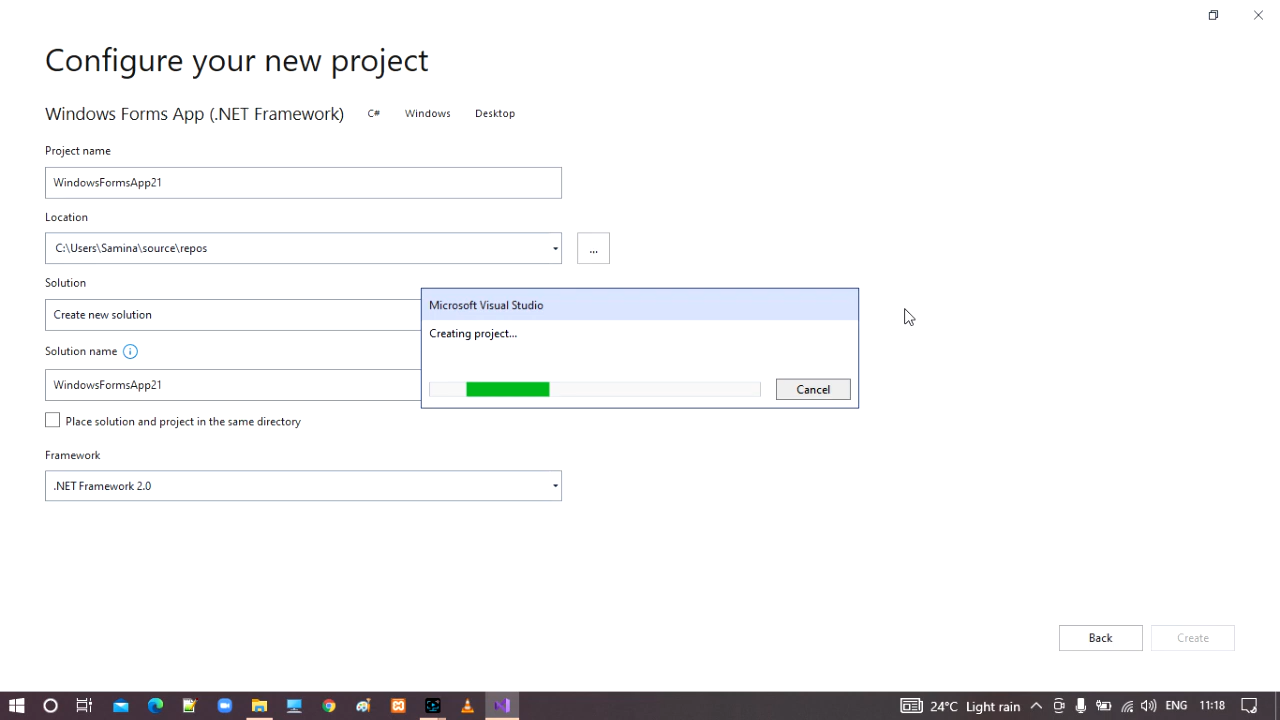 Configure your new project
Windows Forms App (.NET Framework) C# Windows Desktop
Project name
WindowsFormsApp21
Location
C:\Users\Samina\source\repos
...
Solution
Create new solution
Solution name
WindowsFormsApp21
Place solution and project in the same directory
Framework
.NET Framework 2.0
Microsoft Visual Studio
Creating project...
Cancel
Back
Create
24°C Light rain
ENG
11:18